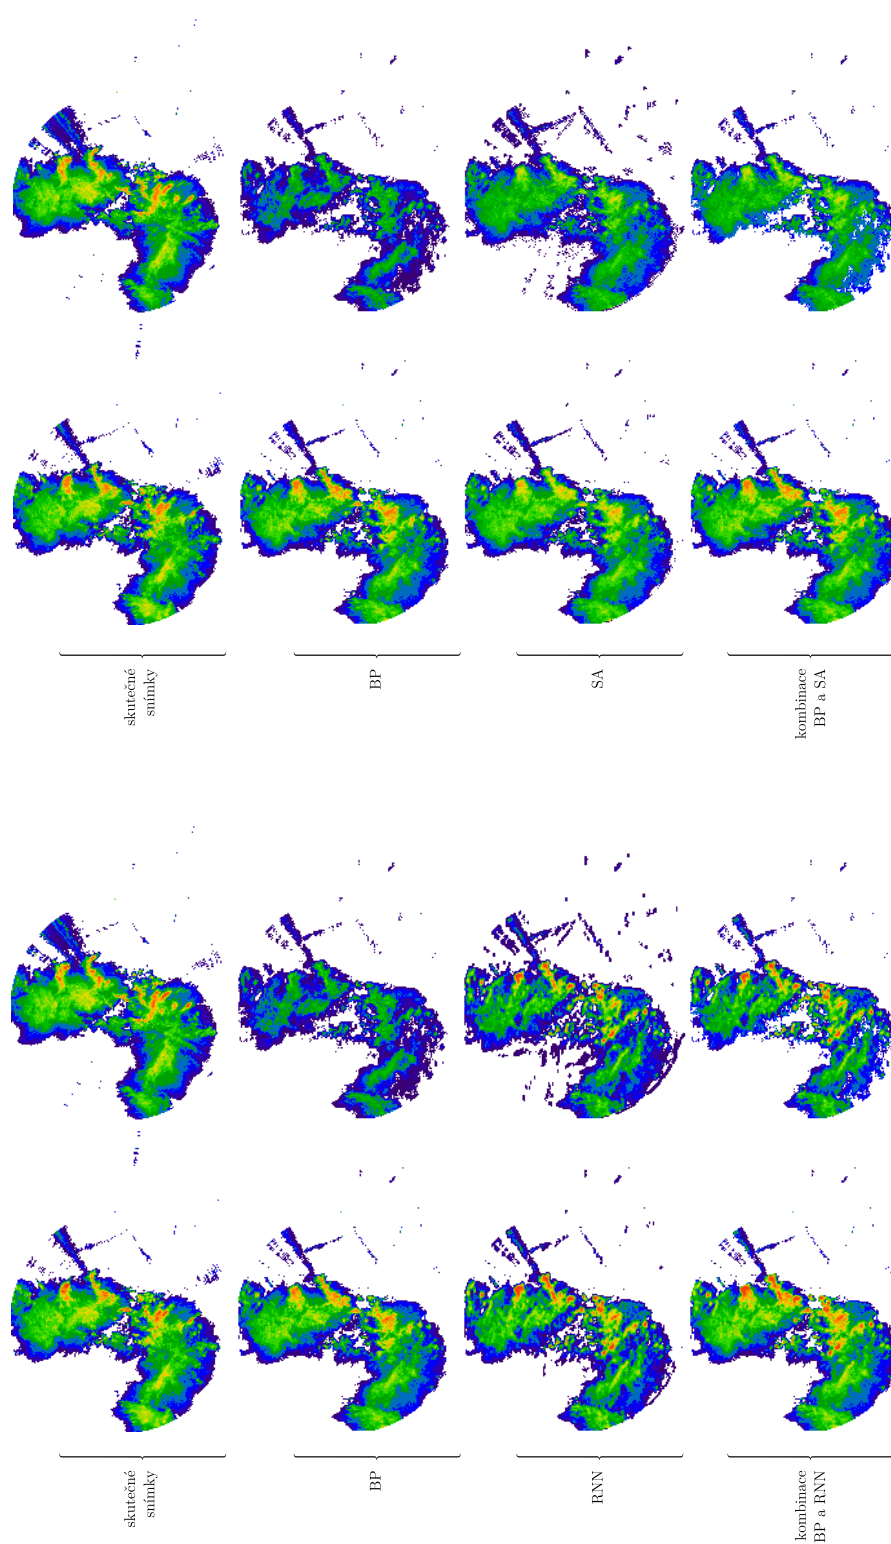 skutečné
snímky
BP
SA
kombinace
BP a SA
skutečné
snímky
BP
RNN
kombinace
BP a RNN